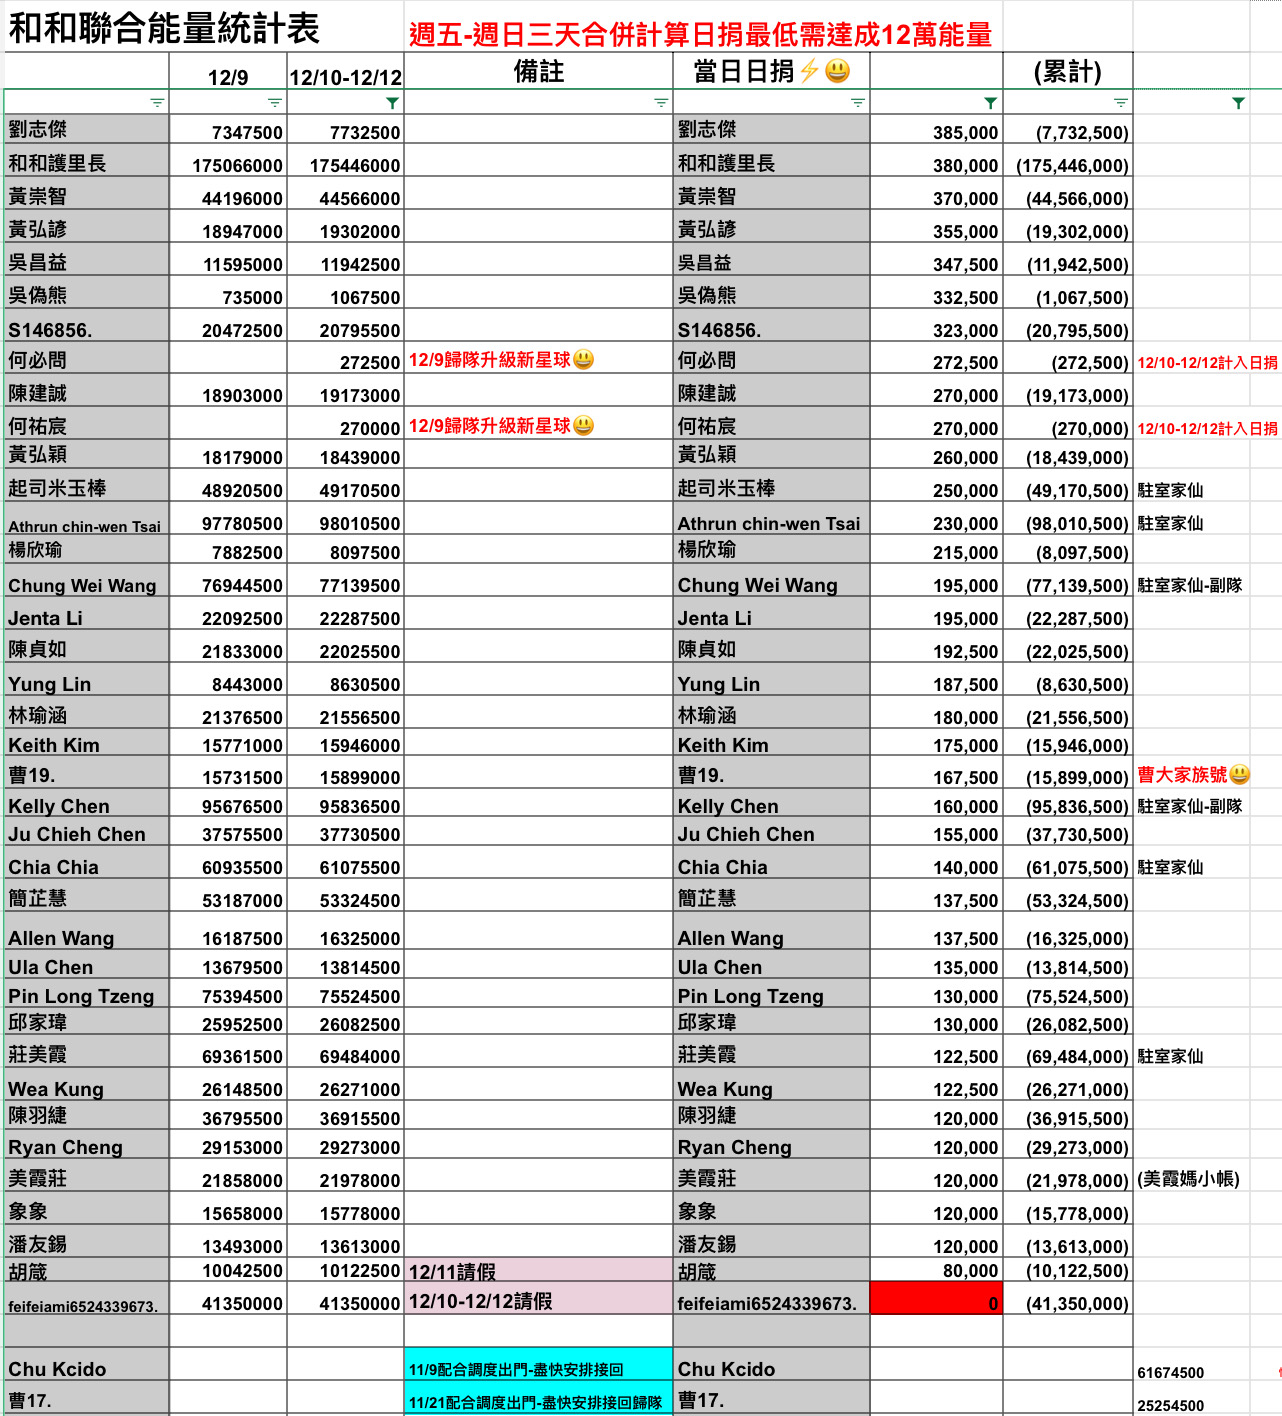 和和聯合能量統計表 週五-週日三天合併計算日捐最低需達成12萬能量
12/9 12/10-12/12 備註 當日日捐⚡😃 (累計)
劉志傑 7347500 7732500 劉志傑 385,000 (7,732,500)
和和護里長 175066000 175446000 和和護里長 380,000 (175,446,000)
黃崇智 44196000 44566000 黃崇智 370,000 (44,566,000)
黃弘諺 18947000 19302000 黃弘諺 355,000 (19,302,000)
吳昌益 11595000 11942500 吳昌益 347,500 (11,942,500)
吳偽熊 735000 1067500 吳偽熊 332,500 (1,067,500)
S146856. 20472500 20795500 S146856. 323,000 (20,795,500)
何必問 272500 12/9歸隊升級新星球😃 何必問 272,500 (272,500) 12/10-12/12計入日捐
陳建誠 18903000 19173000 陳建誠 270,000 (19,173,000)
何祐宸 270000 12/9歸隊升級新星球😃 何祐宸 270,000 (270,000) 12/10-12/12計入日捐
黃弘穎 18179000 18439000 黃弘穎 260,000 (18,439,000)
起司米玉棒 48920500 49170500 起司米玉棒 250,000 (49,170,500) 駐室家仙
Athrun chin-wen Tsai 97780500 98010500 Athrun chin-wen Tsai 230,000 (98,010,500) 駐室家仙
楊欣瑜 7882500 8097500 楊欣瑜 215,000 (8,097,500)
Chung Wei Wang 76944500 77139500 Chung Wei Wang 195,000 (77,139,500) 駐室家仙-副隊
Jenta Li 22092500 22287500 Jenta Li 195,000 (22,287,500)
陳貞如 21833000 22025500 陳貞如 192,500 (22,025,500)
Yung Lin 8443000 8630500 Yung Lin 187,500 (8,630,500)
林瑜涵 21376500 21556500 林瑜涵 180,000 (21,556,500)
Keith Kim 15771000 15946000 Keith Kim 175,000 (15,946,000)
曹19. 15731500 15899000 曹19. 167,500 (15,899,000) 曹大家族號😃
Kelly Chen 95676500 95836500 Kelly Chen 160,000 (95,836,500) 駐室家仙-副隊
Ju Chieh Chen 37575500 37730500 Ju Chieh Chen 155,000 (37,730,500)
Chia Chia 60935500 61075500 Chia Chia 140,000 (61,075,500) 駐室家仙
簡芷慧 53187000 53324500 簡芷慧 137,500 (53,324,500)
Allen Wang 16187500 16325000 Allen Wang 137,500 (16,325,000)
Ula Chen 13679500 13814500 Ula Chen 135,000 (13,814,500)
Pin Long Tzeng 75394500 75524500 Pin Long Tzeng 130,000 (75,524,500)
邱家瑋 25952500 26082500 邱家瑋 130,000 (26,082,500)
莊美霞 69361500 69484000 莊美霞 122,500 (69,484,000) 駐室家仙
Wea Kung 26148500 26271000 Wea Kung 122,500 (26,271,000)
陳羽緁 36795500 36915500 陳羽緁 120,000 (36,915,500)
Ryan Cheng 29153000 29273000 Ryan Cheng 120,000 (29,273,000)
美霞莊 21858000 21978000 美霞莊 120,000 (21,978,000) (美霞媽小帳)
象象 15658000 15778000 象象 120,000 (15,778,000)
潘友錫 13493000 13613000 潘友錫 120,000 (13,613,000)
胡箴 10042500 10122500 12/11請假 胡箴 80,000 (10,122,500)
feifeiami6524339673. 41350000 41350000 12/10-12/12請假 feifeiami6524339673. 0 (41,350,000)
Chu Kcido 11/9配合調度出門-盡快安排接回 Chu Kcido 61674500
曹17. 11/21配合調度出門-盡快安排接回歸隊 曹17. 25254500